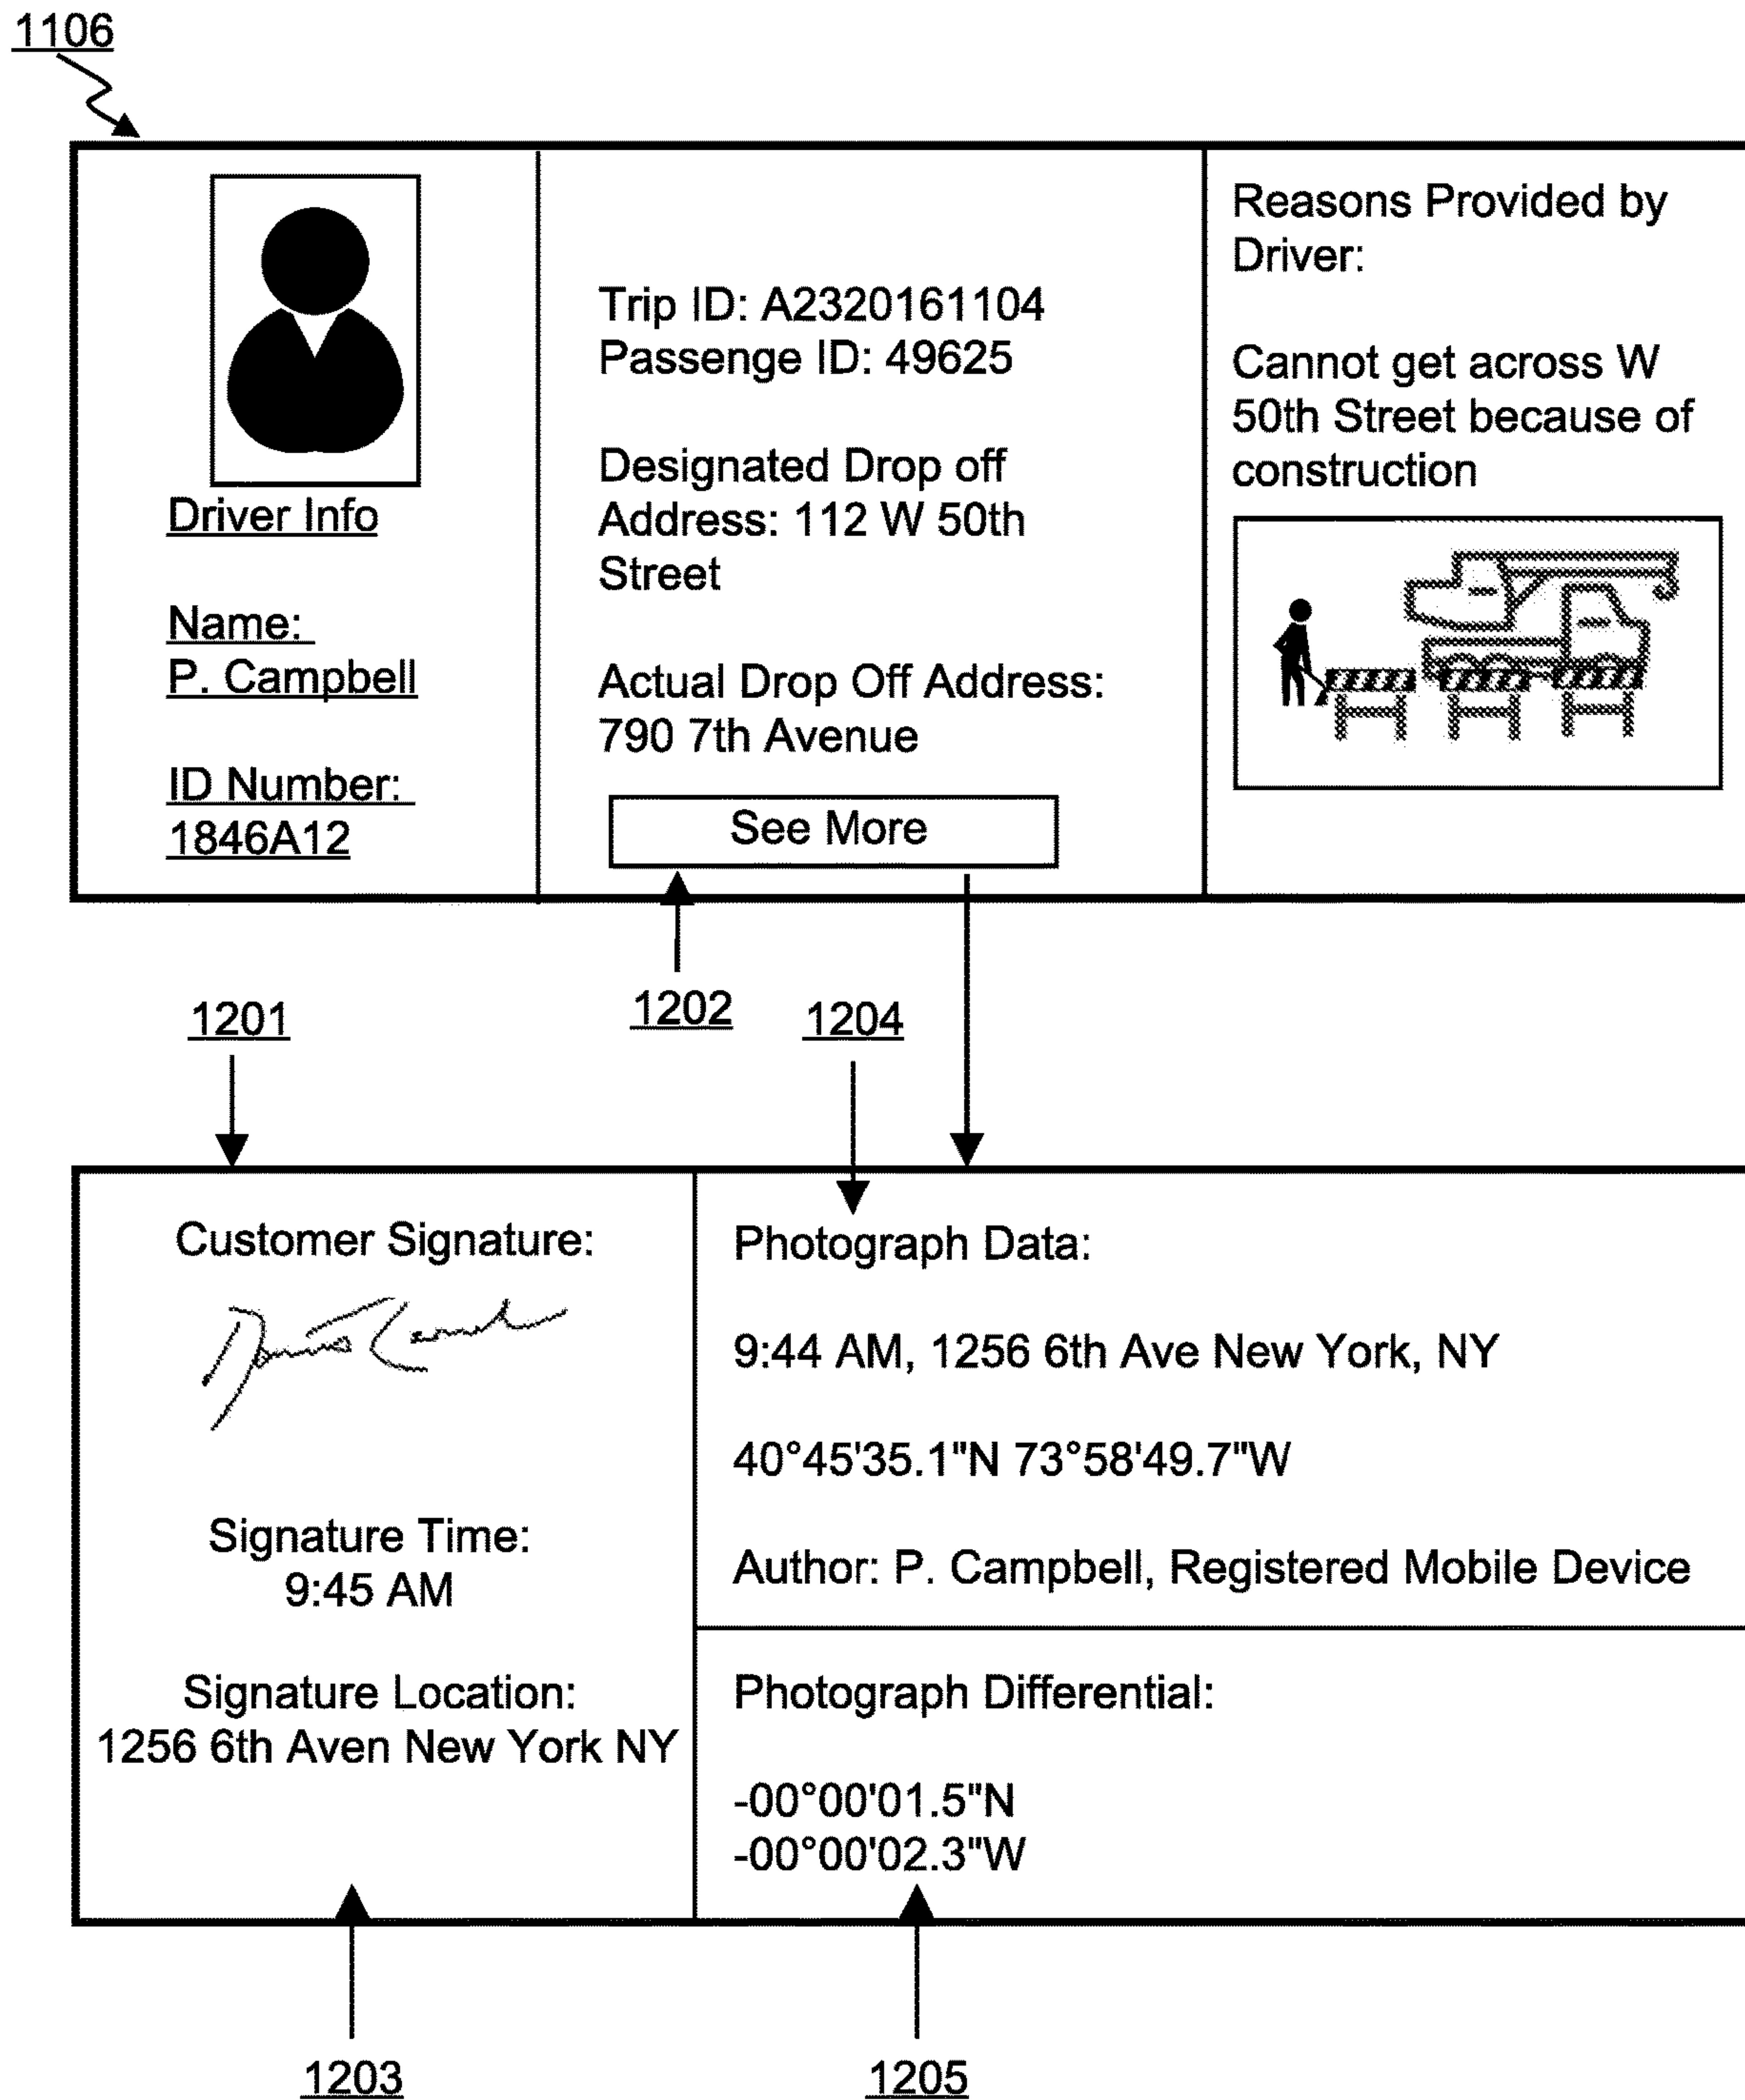 1106
Driver Info
Name:
P. Campbell
ID Number:
1846A12
Trip ID: A2320161104
Passenge ID: 49625
Designated Drop off
Address: 112 W 50th
Street
Actual Drop Off Address:
790 7th Avenue
See More
Reasons Provided by
Driver:
Cannot get across W
50th Street because of
construction
1202
1201
1204
Customer Signature:
Signature Time:
9:45 AM
Signature Location:
1256 6th Aven New York NY
Photograph Data:
9:44 AM, 1256 6th Ave New York, NY
40°45'35.1"N 73°58'49.7"W
Author: P. Campbell, Registered Mobile Device
Photograph Differential:
-00°00'01.5"N
-00°00'02.3"W
1203
1205